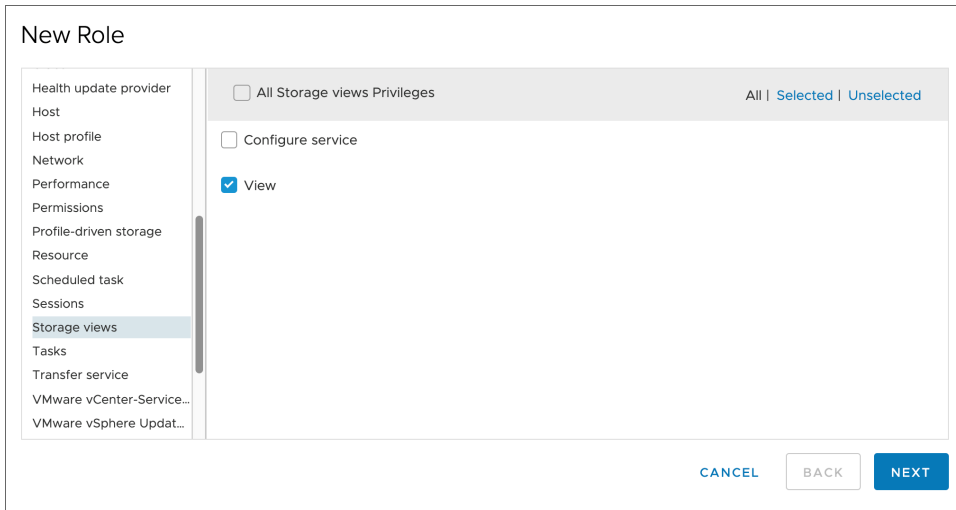 New Role
Health update provider
Host
Host profile
Network
Performance
Permissions
Profile-driven storage
Resource
Scheduled task
Sessions
Storage views
Tasks
Transfer service
VMware vCenter-Service...
VMware vSphere Updat...
All Storage views Privileges
All | Selected | Unselected
Configure service
View
CANCEL
BACK
NEXT